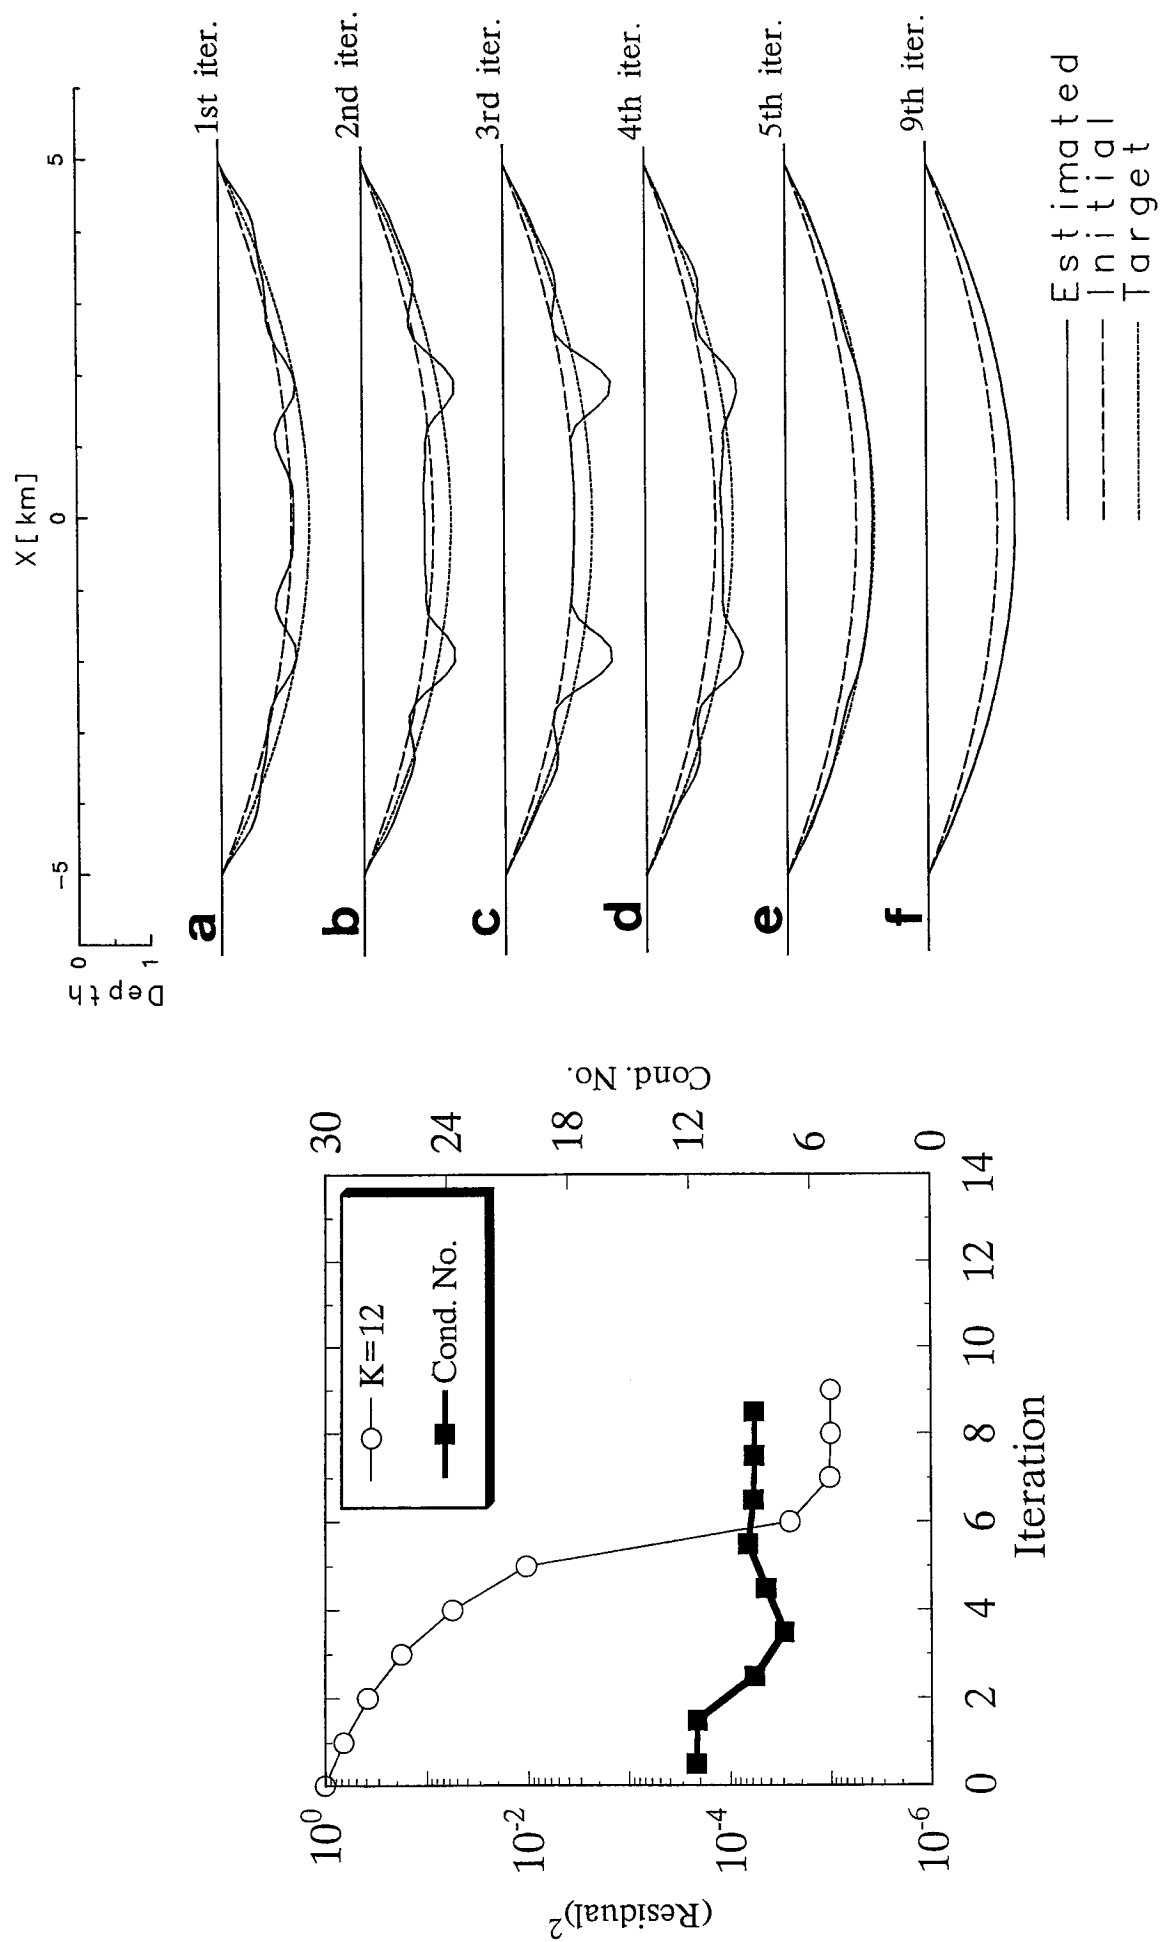 (Residual)²
10⁰
10⁻²
10⁻⁴
10⁻⁶
K=12
Cond. No.
30
24
18
12
6
0
Cond. No.
0
2
4
6
8
10
12
14
Iteration
X[km]
-5
0
5
Depth
0
1
a
1st iter.
b
2nd iter.
c
3rd iter.
d
4th iter.
e
5th iter.
f
9th iter.
Estimated
Initial
Target